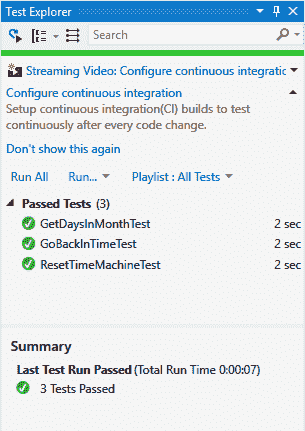 Test Explorer
Search
Streaming Video: Configure continuous integratic
Configure continuous integration
Setup continuous integration(CI) builds to test
continuously after every code change.
Don't show this again
Run All Run... Playlist : All Tests
Passed Tests (3)
GetDaysInMonthTest 2 sec
GoBackInTimeTest 2 sec
ResetTimeMachineTest 2 sec
Summary
Last Test Run Passed (Total Run Time 0:00:07)
3 Tests Passed